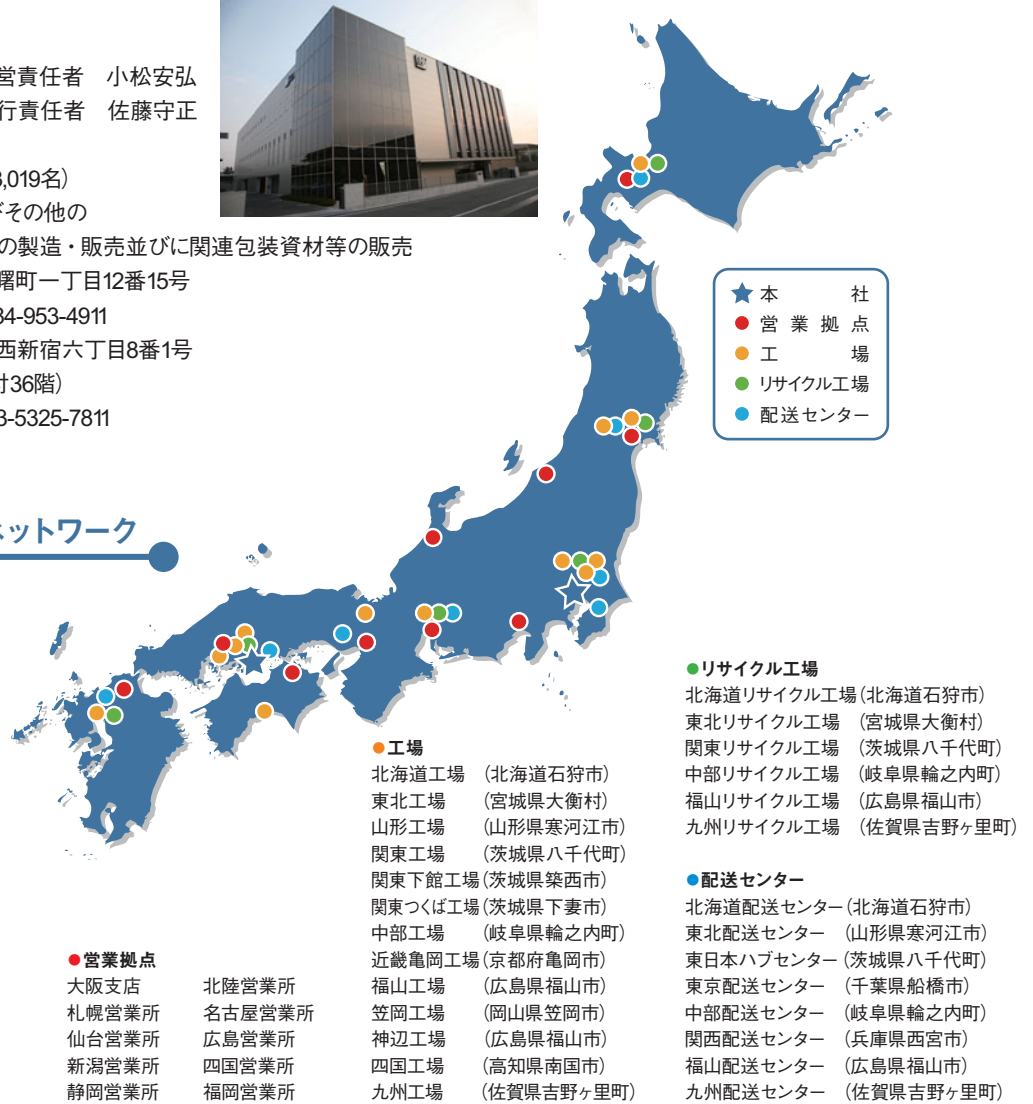 営責任者 小松安弘
行責任者 佐藤守正
3,019名)
びその他の
の製造・販売並びに関連包装資材等の販売
曙町一丁目12番15号
84-953-4911
西新宿六丁目8番1号
付36階)
3-5325-7811
ネットワーク
本社
営業拠点
工場
リサイクル工場
配送センター
●営業拠点
大阪支店 北陸営業所
札幌営業所 名古屋営業所
仙台営業所 広島営業所
新潟営業所 四国営業所
静岡営業所 福岡営業所
●工場
北海道工場 (北海道石狩市)
東北工場 (宮城県大衡村)
山形工場 (山形県寒河江市)
関東工場 (茨城県八千代町)
関東下館工場(茨城県築西市)
関東つくば工場(茨城県下妻市)
中部工場 (岐阜県輪之内町)
近畿亀岡工場(京都府亀岡市)
福山工場 (広島県福山市)
笠岡工場 (岡山県笠岡市)
神辺工場 (広島県福山市)
四国工場 (高知県南国市)
九州工場 (佐賀県吉野ヶ里町)
●リサイクル工場
北海道リサイクル工場(北海道石狩市)
東北リサイクル工場 (宮城県大衡村)
関東リサイクル工場 (茨城県八千代町)
中部リサイクル工場 (岐阜県輪之内町)
福山リサイクル工場 (広島県福山市)
九州リサイクル工場 (佐賀県吉野ヶ里町)
●配送センター
北海道配送センター(北海道石狩市)
東北配送センター (山形県寒河江市)
東日本ハブセンター(茨城県八千代町)
東京配送センター (千葉県船橋市)
中部配送センター (岐阜県輪之内町)
関西配送センター (兵庫県西宮市)
福山配送センター (広島県福山市)
九州配送センター (佐賀県吉野ヶ里町)